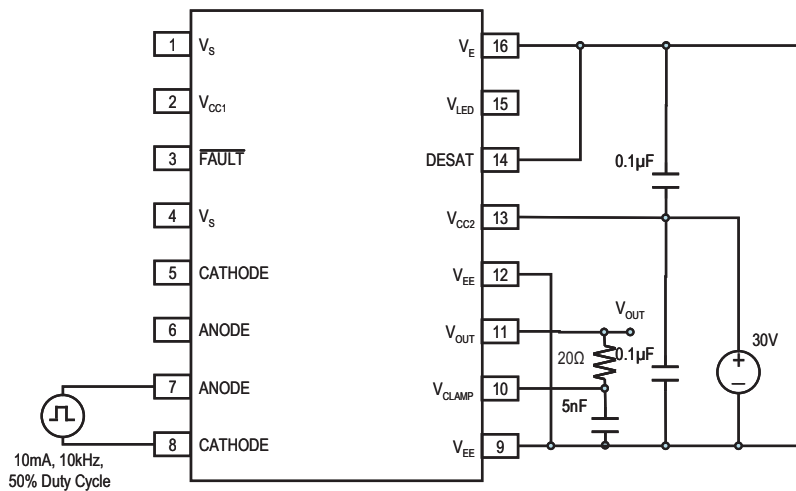 1 V_S
2 V_CC1
3 FAULT
4 V_S
5 CATHODE
6 ANODE
7 ANODE
8 CATHODE
V_E 16
V_LED 15
DESAT 14
V_CC2 13
V_EE 12
V_OUT 11
V_CLAMP 10
V_EE 9
0.1µF
V_OUT
20Ω
0.1µF
5nF
30V
+
–
10mA, 10kHz,
50% Duty Cycle